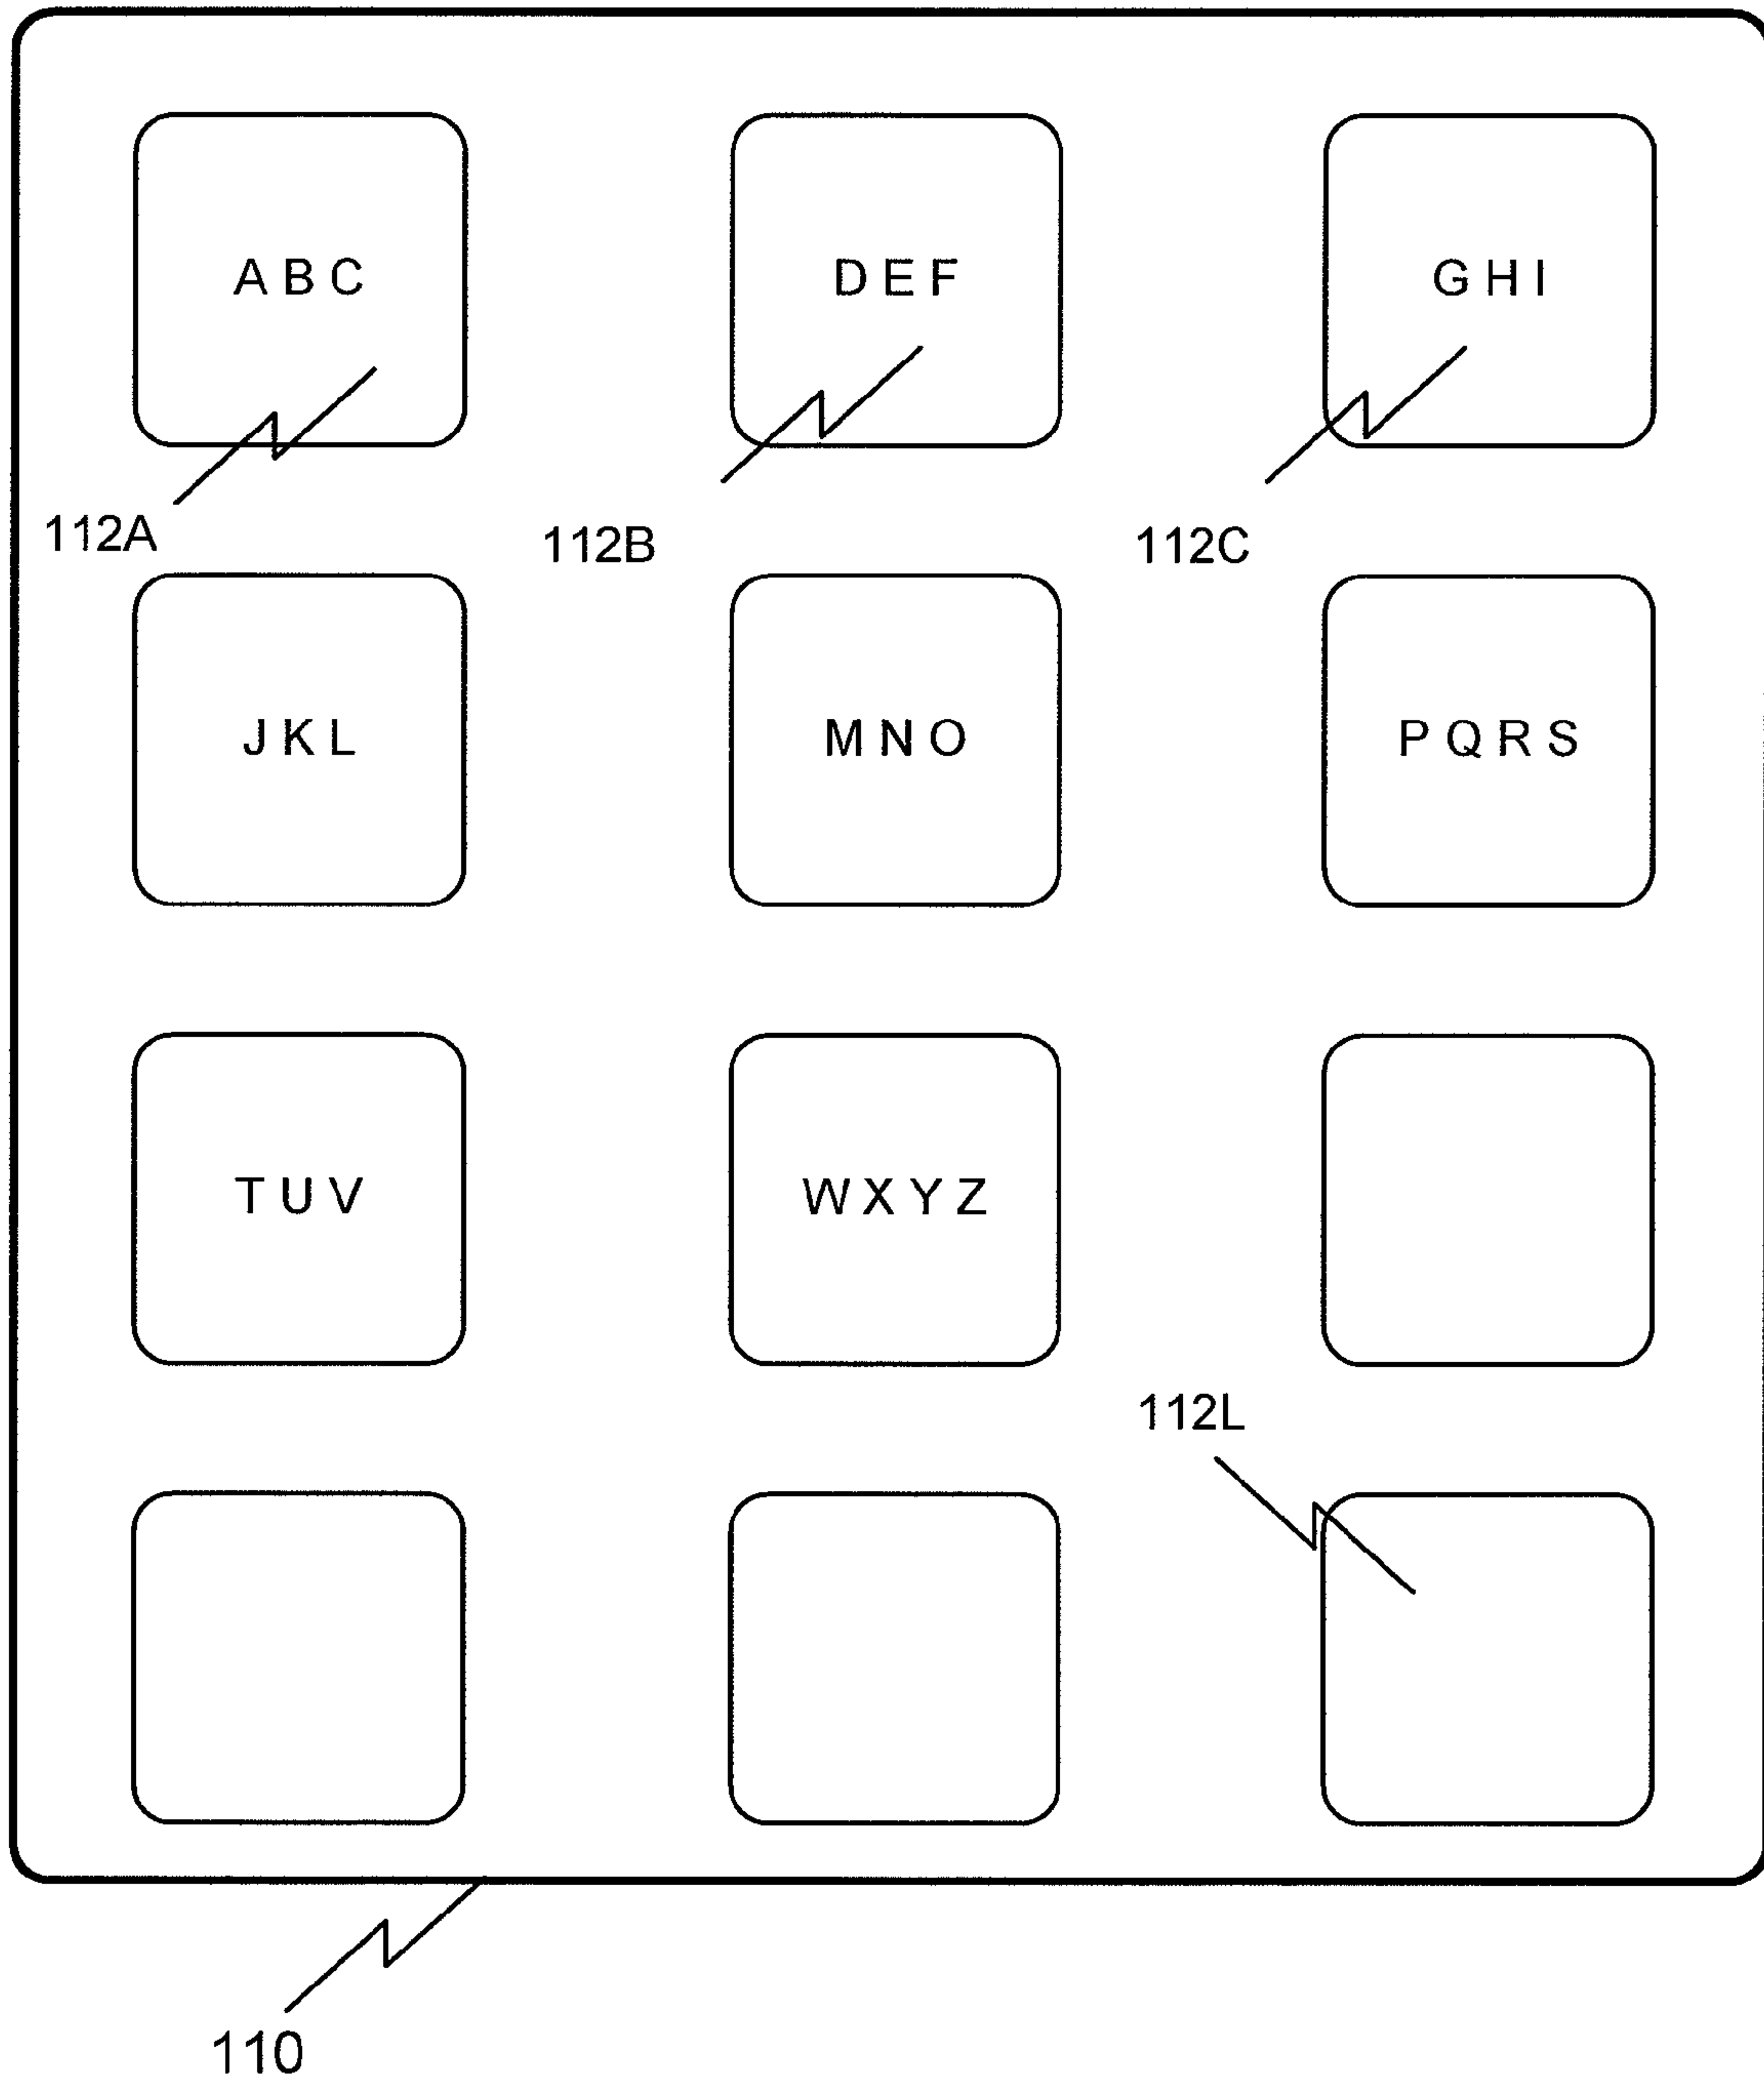 A B C
D E F
G H I
112A
112B
112C
J K L
M N O
P Q R S
T U V
W X Y Z
112L
110